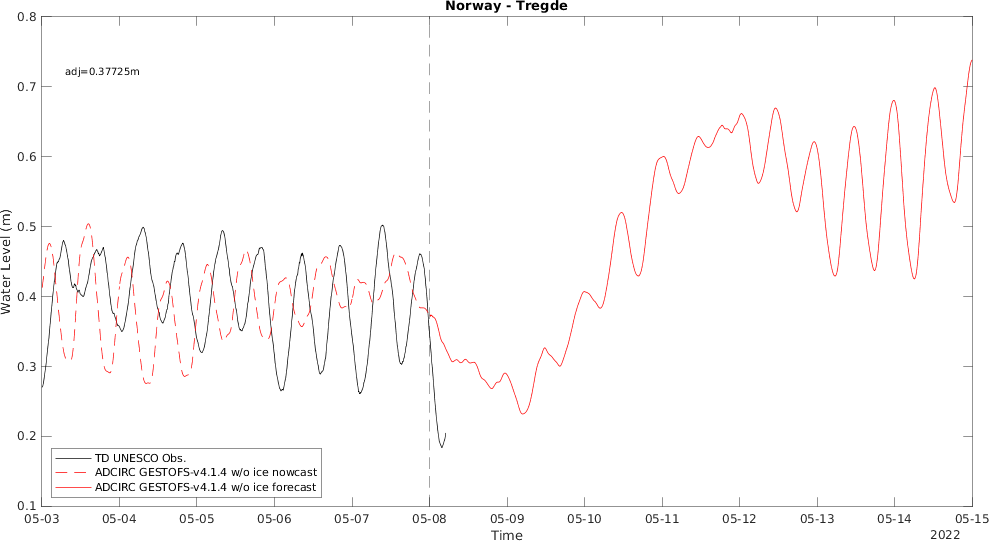 Norway - Tregde
0.8
0.7
0.6
0.5
0.4
0.3
0.2
0.1
Water Level (m)
adj=0.37725m
TD UNESCO Obs.
ADCIRC GESTOFS-v4.1.4 w/o ice nowcast
ADCIRC GESTOFS-v4.1.4 w/o ice forecast
05-03 05-04 05-05 05-06 05-07 05-08 05-09 05-10 05-11 05-12 05-13 05-14 05-15
Time
2022